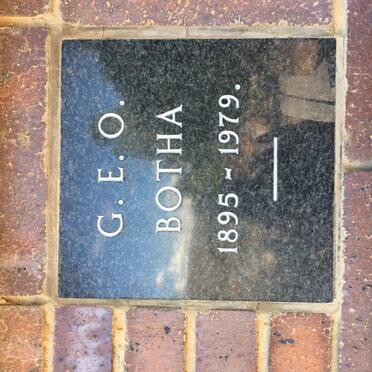 G. E. O.
BOTHA
1895 ~ 1979.